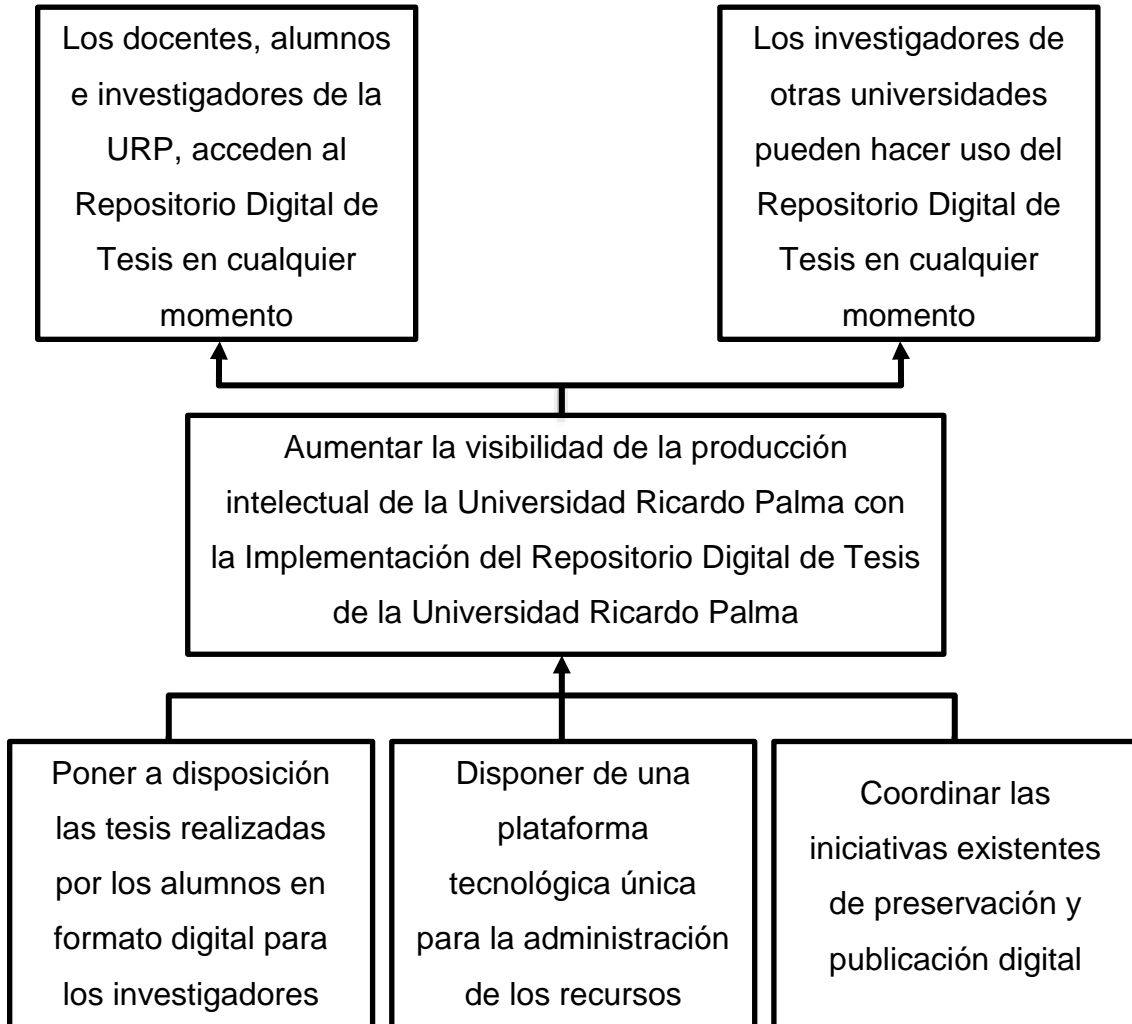 Los docentes, alumnos
e investigadores de la
URP, acceden al
Repositorio Digital de
Tesis en cualquier
momento
Los investigadores de
otras universidades
pueden hacer uso del
Repositorio Digital de
Tesis en cualquier
momento
Aumentar la visibilidad de la producción
intelectual de la Universidad Ricardo Palma con
la Implementación del Repositorio Digital de Tesis
de la Universidad Ricardo Palma
Poner a disposición
las tesis realizadas
por los alumnos en
formato digital para
los investigadores
Disponer de una
plataforma
tecnológica única
para la administración
de los recursos
Coordinar las
iniciativas existentes
de preservación y
publicación digital